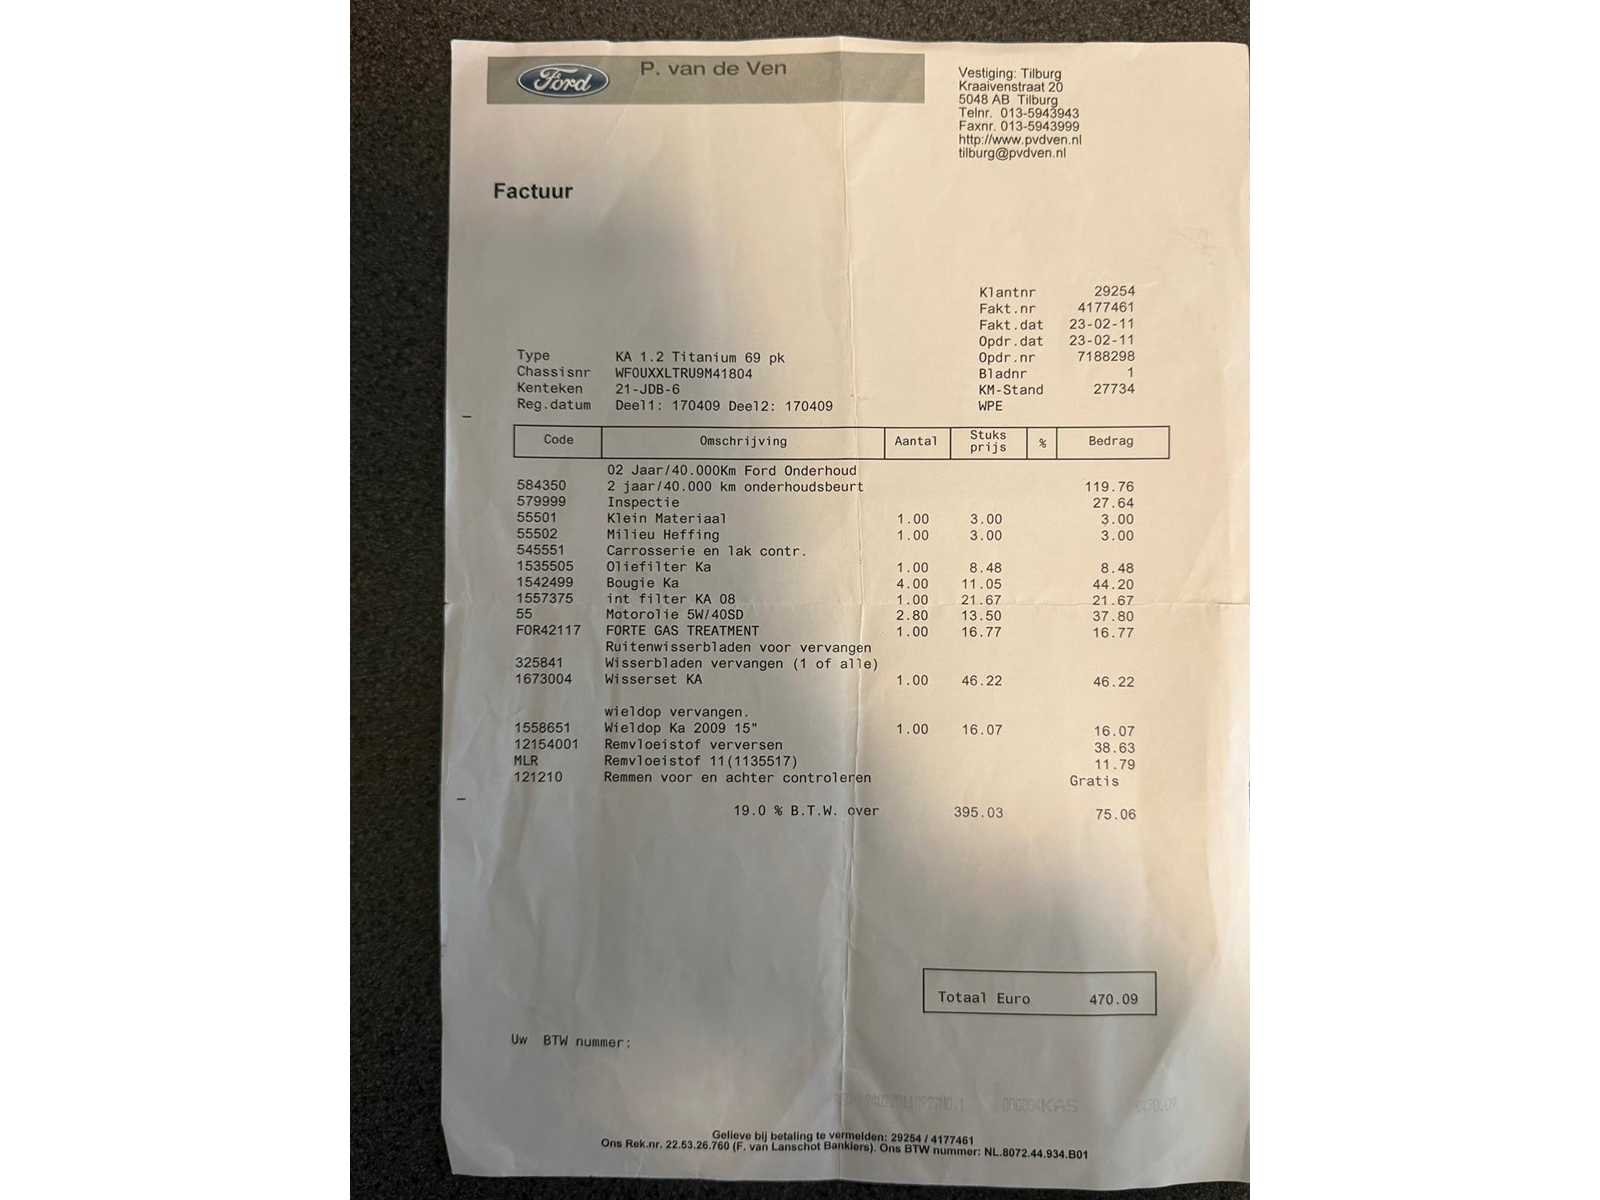 Ford
P. van de Ven
Vestiging: Tilburg
Kraaivenstraat 20
5048 AB Tilburg
Telnr. 013-5943943
Faxnr. 013-5943999
http://www.pvdven.nl
tilburg@pvdven.nl
Factuur
Klantnr 29254
Fakt.nr 4177461
Fakt.dat 23-02-11
Opdr.dat 23-02-11
Type KA 1.2 Titanium 69 pk Opdr.nr 7188298
Chassisnr WF0UXXLTRU9M41804 Bladnr 1
Kenteken 21-JDB-6 KM-Stand 27734
Reg.datum Deel1: 170409 Deel2: 170409 WPE
Code Omschrijving Aantal Stuks prijs % Bedrag
02 Jaar/40.000Km Ford Onderhoud
584350 2 jaar/40.000 km onderhoudsbeurt 119.76
579999 Inspectie 27.64
55501 Klein Materiaal 1.00 3.00 3.00
55502 Milieu Heffing 1.00 3.00 3.00
545551 Carrosserie en lak contr.
1535505 Oliefilter Ka 1.00 8.48 8.48
1542499 Bougie Ka 4.00 11.05 44.20
1557375 int filter KA 08 1.00 21.67 21.67
55 Motorolie 5W/40SD 2.80 13.50 37.80
FOR42117 FORTE GAS TREATMENT 1.00 16.77 16.77
Ruitenwisserbladen voor vervangen
325841 Wisserbladen vervangen (1 of alle)
1673004 Wisserset KA 1.00 46.22 46.22
wieldop vervangen.
1558651 Wieldop Ka 2009 15" 1.00 16.07 16.07
12154001 Remvloeistof verversen 38.63
MLR Remvloeistof 11(1135517) 11.79
121210 Remmen voor en achter controleren Gratis
19.0 % B.T.W. over 395.03 75.06
Totaal Euro 470.09
Uw BTW nummer:
Gelieve bij betaling te vermelden: 29254 / 4177461
Ons Rek.nr. 22.53.26.760 (F. van Lanschot Bankiers). Ons BTW nummer: NL.8072.44.934.B01